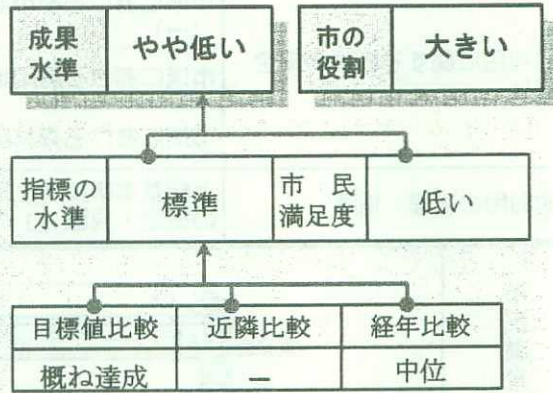 成果
水準
やや低い
市の
役割
大きい
指標の
水準
標準
市 民
満足度
低い
目標値比較
近隣比較
経年比較
概ね達成
－
中位